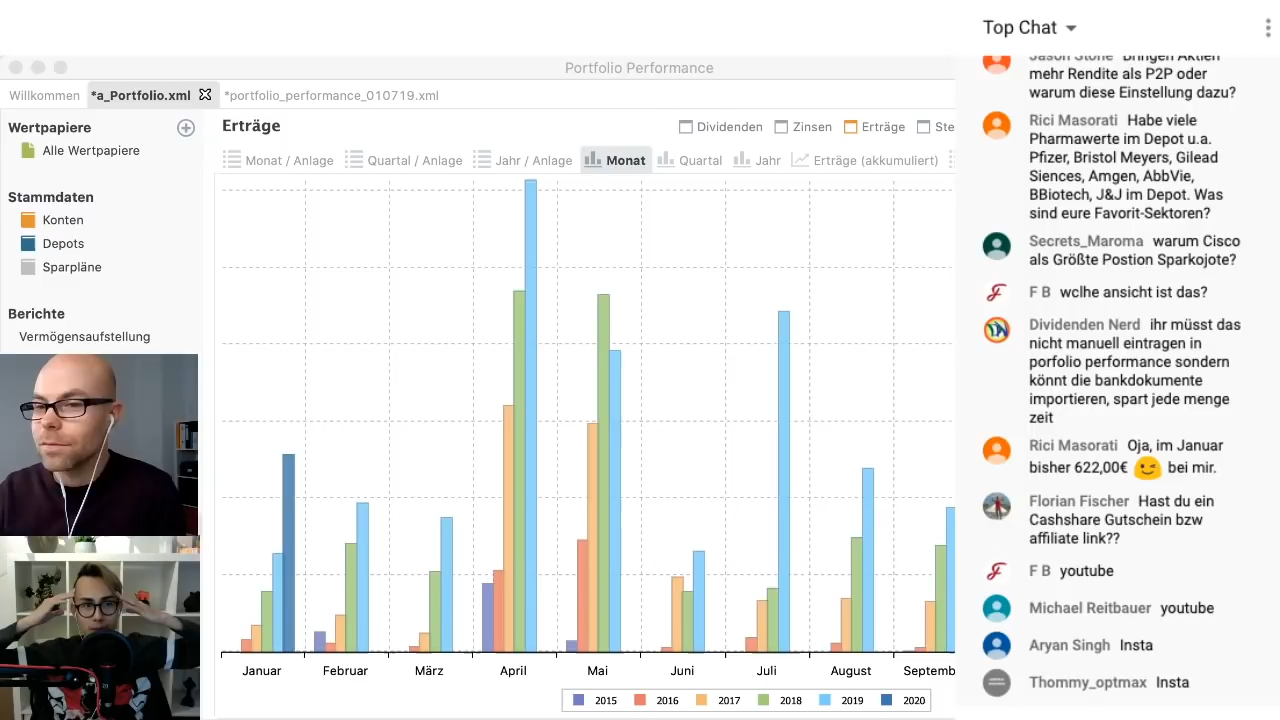 Top Chat
Portfolio Performance
Willkommen
*a_Portfolio.xml
*portfolio_performance_010719.xml
Wertpapiere
Alle Wertpapiere
Stammdaten
Konten
Depots
Sparpläne
Berichte
Vermögensaufstellung
Erträge
Dividenden
Zinsen
Erträge
Ste
Monat / Anlage
Quartal / Anlage
Jahr / Anlage
Monat
Quartal
Jahr
Erträge (akkumuliert)
Januar
Februar
März
April
Mai
Juni
Juli
August
Septemb
2015
2016
2017
2018
2019
2020
Jason Stone Bringen Aktien
mehr Rendite als P2P oder
warum diese Einstellung dazu?
Rici Masorati Habe viele
Pharmawerte im Depot u.a.
Pfizer, Bristol Meyers, Gilead
Siences, Amgen, AbbVie,
BBiotech, J&J im Depot. Was
sind eure Favorit-Sektoren?
Secrets_Maroma warum Cisco
als Größte Postion Sparkojote?
F B wclhe ansicht ist das?
Dividenden Nerd ihr müsst das
nicht manuell eintragen in
porfolio performance sondern
könnt die bankdokumente
importieren, spart jede menge
zeit
Rici Masorati Oja, im Januar
bisher 622,00€ 😉 bei mir.
Florian Fischer Hast du ein
Cashshare Gutschein bzw
affiliate link??
F B youtube
Michael Reitbauer youtube
Aryan Singh Insta
Thommy_optmax Insta